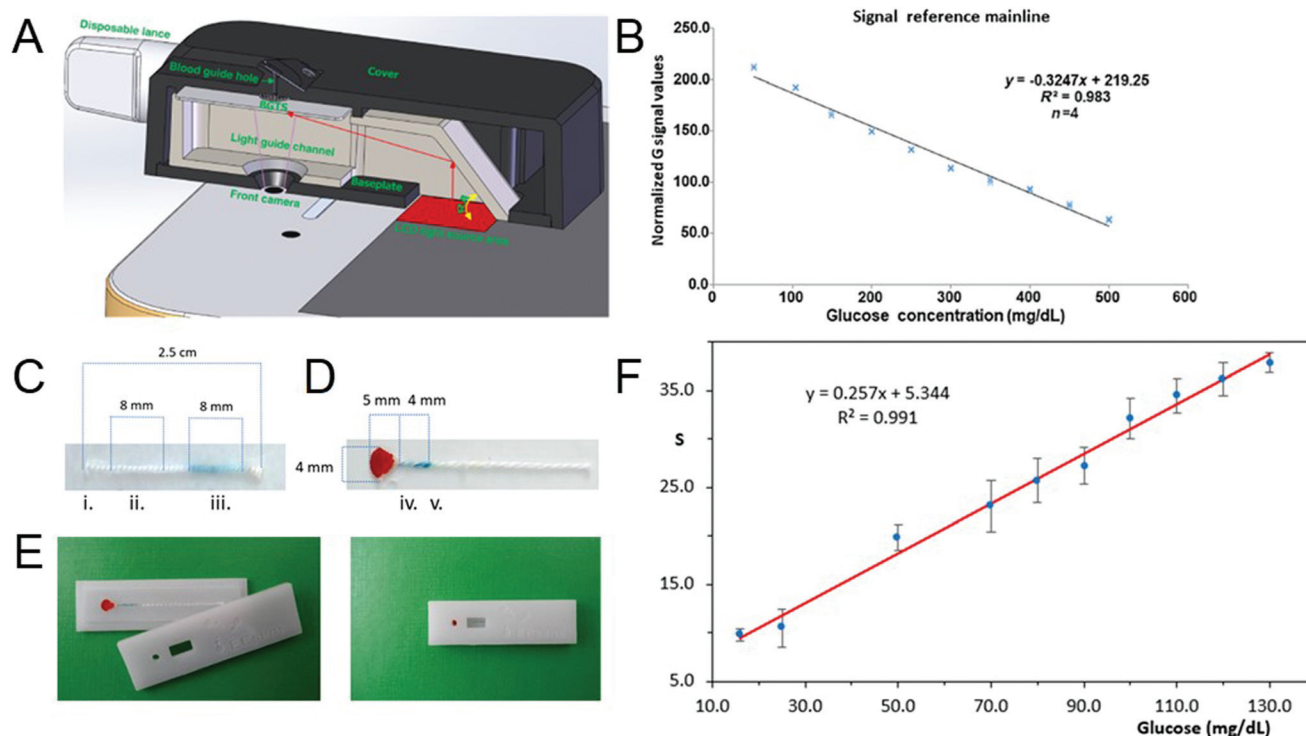 A
Disposable lance
Blood guide hole
Cover
BGTS
Light guide channel
Baseplate
Front camera
LCD light source area
B
Signal reference mainline
y = -0.3247x + 219.25
R² = 0.983
n=4
Normalized G signal values
250.0
200.0
150.0
100.0
50.0
0.0
0 100 200 300 400 500 600
Glucose concentration (mg/dL)
C
2.5 cm
8 mm 8 mm
i. ii. iii.
D
5 mm 4 mm
4 mm
iv. v.
E
F
y = 0.257x + 5.344
R² = 0.991
S
35.0
25.0
15.0
5.0
10.0 30.0 50.0 70.0 90.0 110.0 130.0
Glucose (mg/dL)